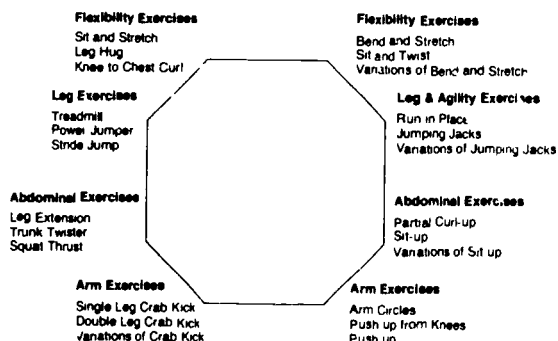 Flexibility Exercises
Sit and Stretch
Leg Hug
Knee to Chest Curl
Flexibility Exercises
Bend and Stretch
Sit and Twist
Variations of Bend and Stretch
Leg Exercises
Treadmill
Power Jumper
Stride Jump
Leg & Agility Exercises
Run in Place
Jumping Jacks
Variations of Jumping Jacks
Abdominal Exercises
Leg Extension
Trunk Twister
Squat Thrust
Abdominal Exercises
Partial Curl-up
Sit-up
Variations of Sit up
Arm Exercises
Single Leg Crab Kick
Double Leg Crab Kick
Variations of Crab Kick
Arm Exercises
Arm Circles
Push up from Knees
Push up